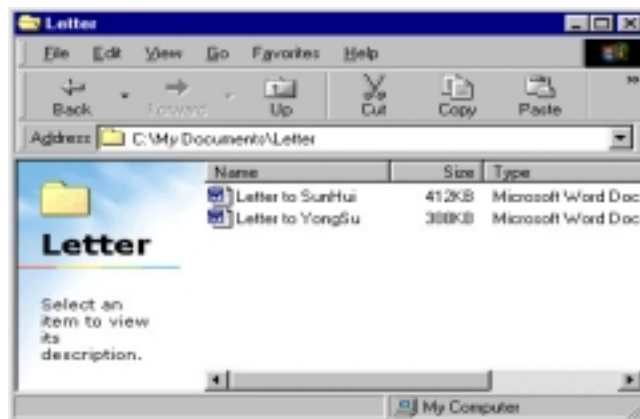 Letter
File Edit View Go Favorites Help
Back Forward Up Cut Copy Paste »
Address C:\My Documents\Letter
Name Size Type
Letter to SunHui 412KB Microsoft Word Doc
Letter to YongSu 388KB Microsoft Word Doc
Letter
Select an
item to view
its
description.
My Computer